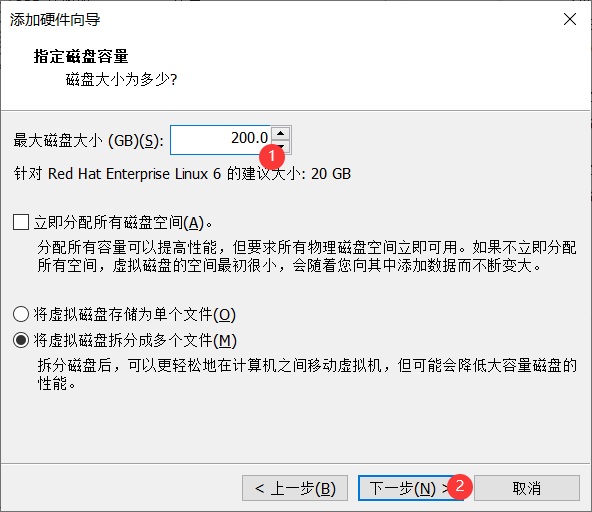 添加硬件向导
指定磁盘容量
磁盘大小为多少?
最大磁盘大小 (GB)(S): 200.0
1
针对 Red Hat Enterprise Linux 6 的建议大小: 20 GB
立即分配所有磁盘空间(A)。
分配所有容量可以提高性能，但要求所有物理磁盘空间立即可用。如果不立即分配
所有空间，虚拟磁盘的空间最初很小，会随着您向其中添加数据而不断变大。
将虚拟磁盘存储为单个文件(O)
将虚拟磁盘拆分成多个文件(M)
拆分磁盘后，可以更轻松地在计算机之间移动虚拟机，但可能会降低大容量磁盘的
性能。
< 上一步(B) 下一步(N) > 2 取消